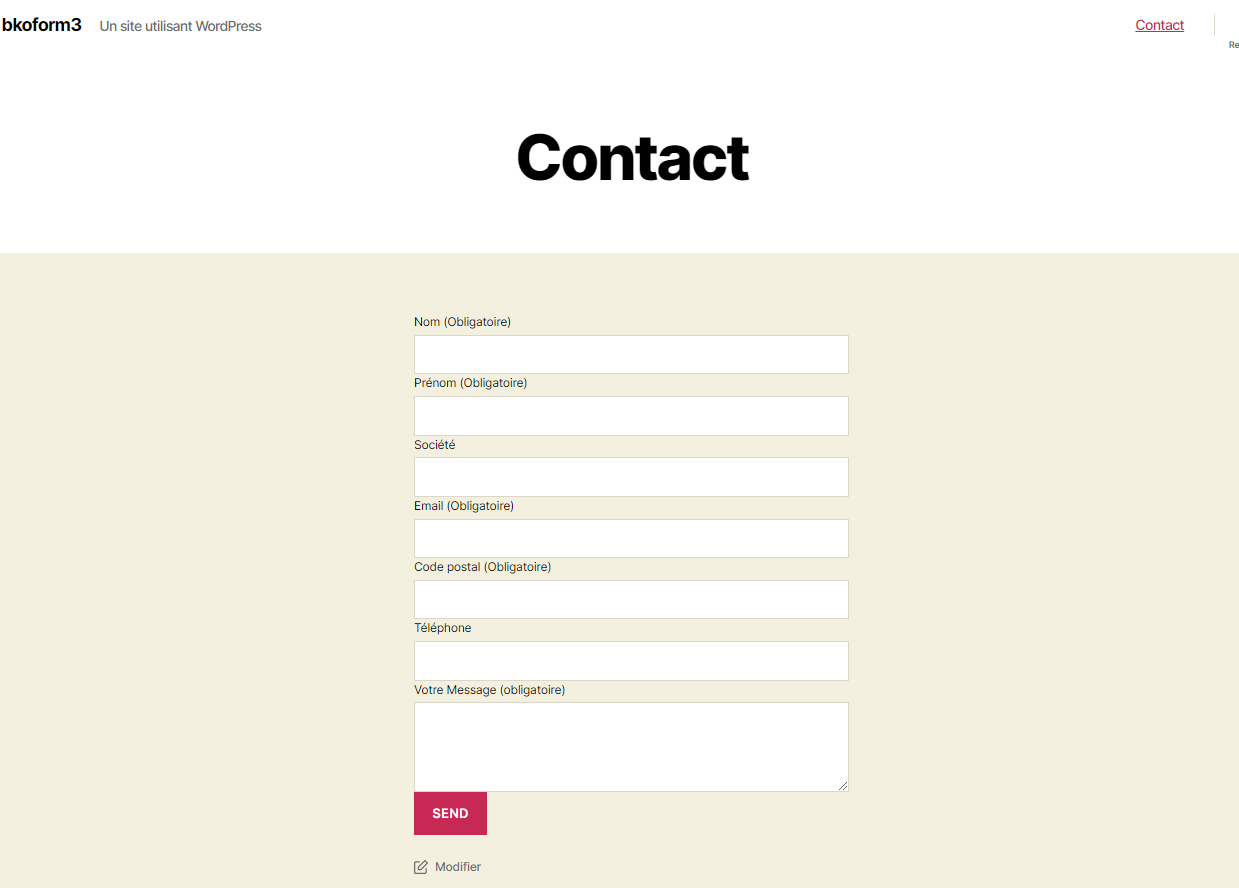 bkoform3 Un site utilisant WordPress Contact
Re
Contact
Nom (Obligatoire)
Prénom (Obligatoire)
Société
Email (Obligatoire)
Code postal (Obligatoire)
Téléphone
Votre Message (obligatoire)
SEND
Modifier